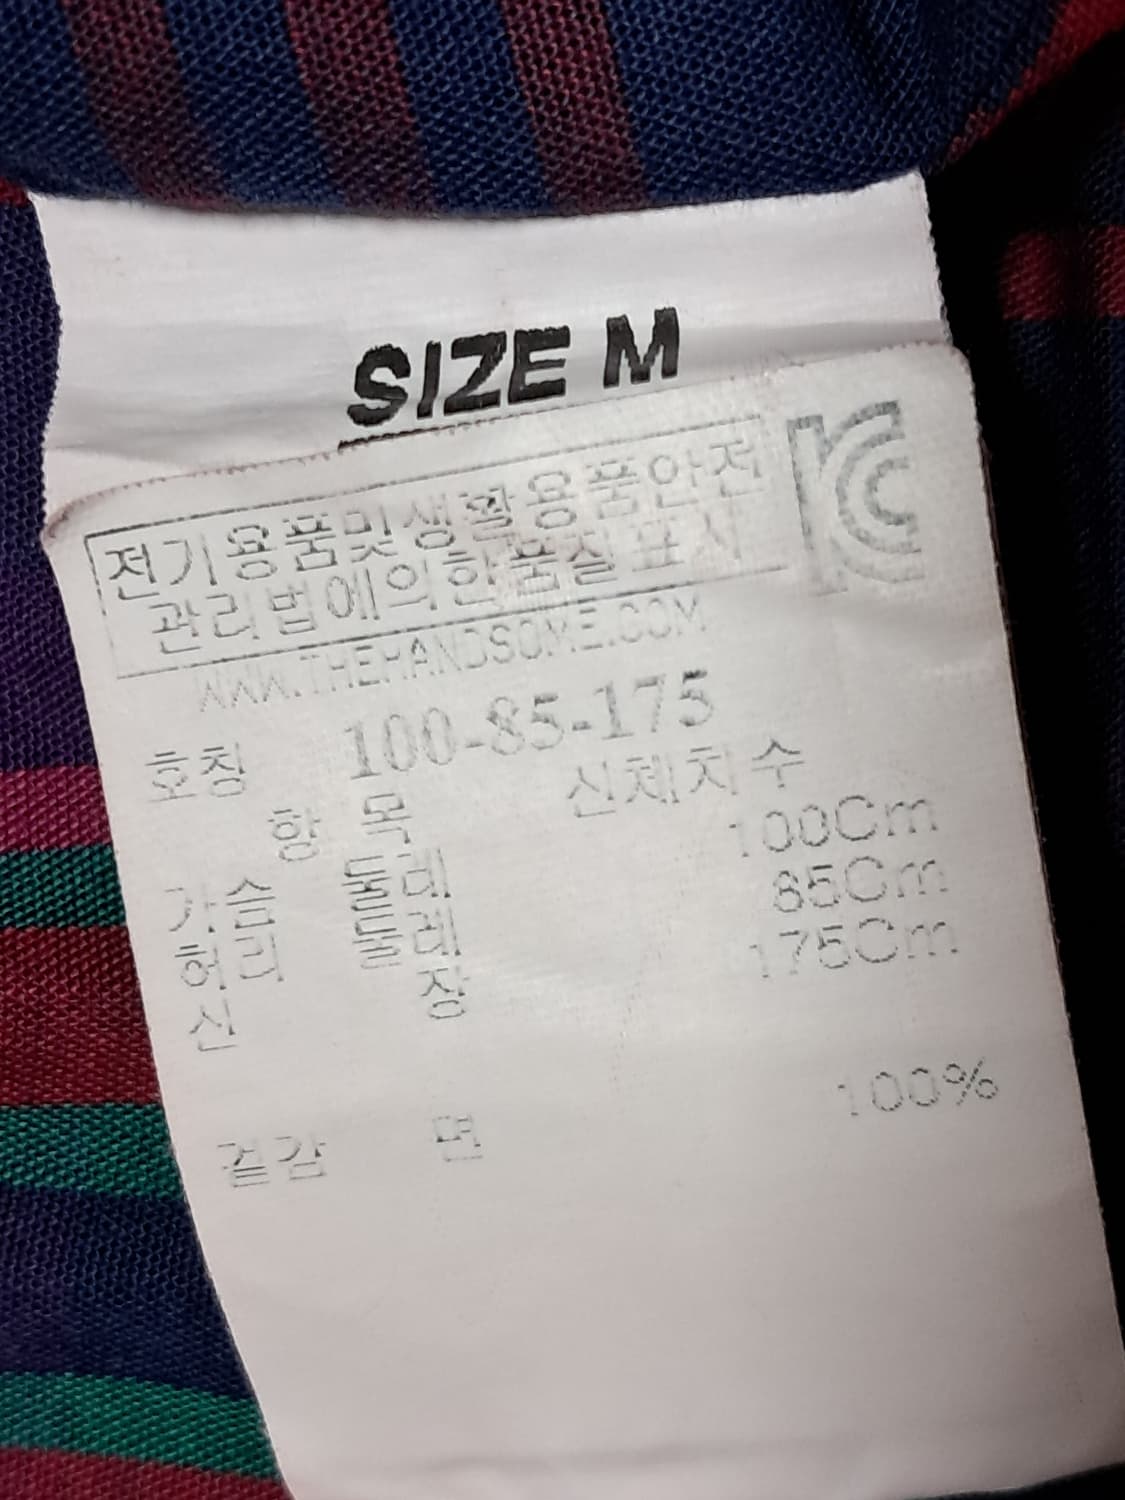 SIZE M
전기용품및생활용품안전
관리법에의한품질표시
KC
WWW.THEHANDSOME.COM
호칭 100-85-175
항 목 신체치수
가슴 둘레 100Cm
허리 둘레 85Cm
신 장 175Cm
겉감 면 100%